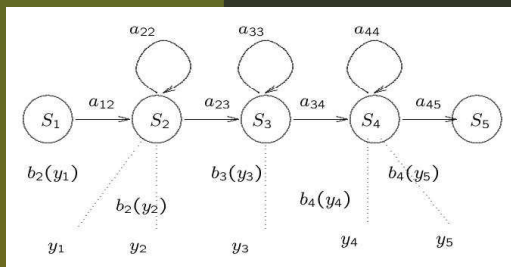 a22 a33 a44
S1 a12 S2 a23 S3 a34 S4 a45 S5
b2(y1) b3(y3) b4(y5)
b2(y2) b4(y4)
y1 y2 y3 y4 y5